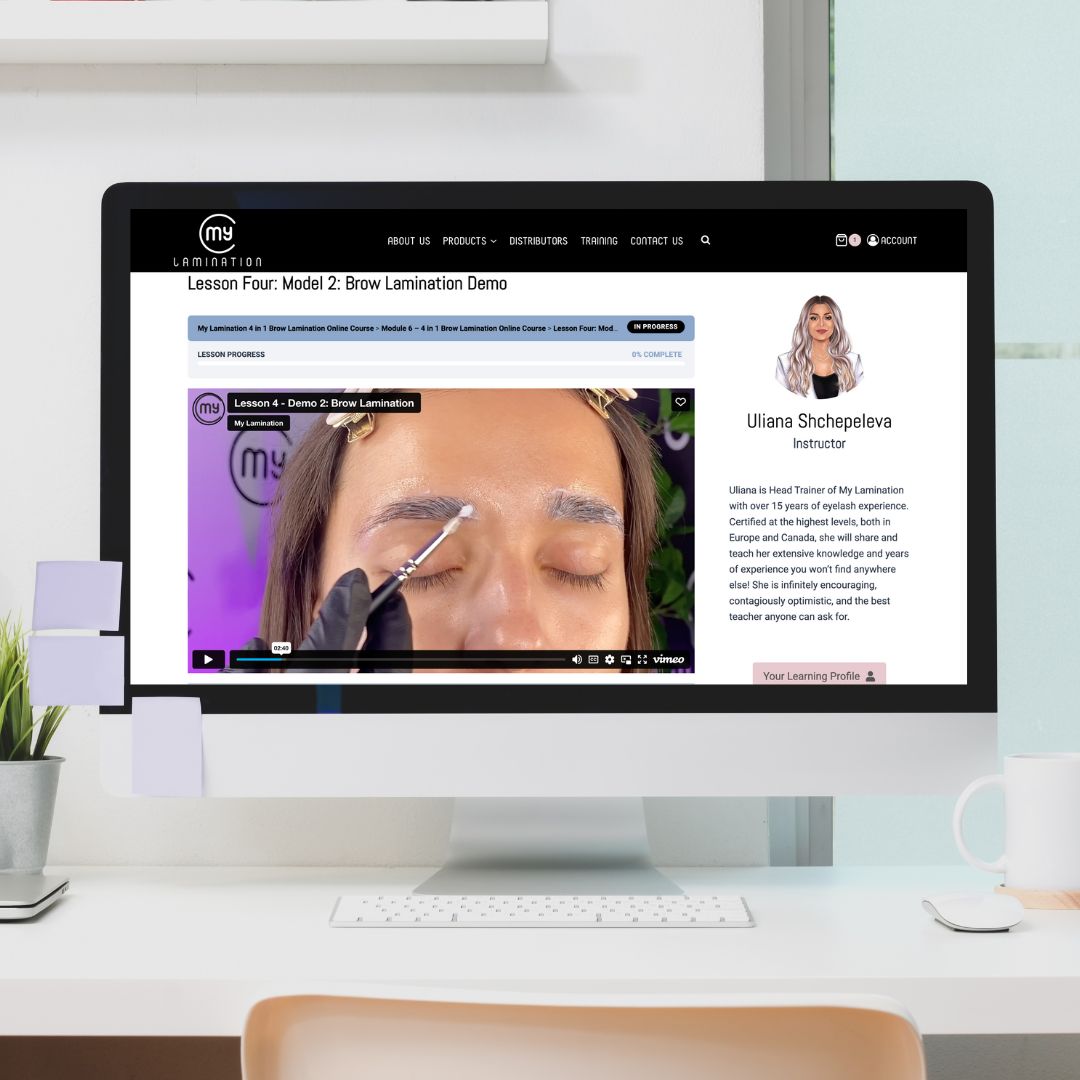 my
LAMINATION
ABOUT US PRODUCTS DISTRIBUTORS TRAINING CONTACT US
1 ACCOUNT
Lesson Four: Model 2: Brow Lamination Demo
My Lamination 4 in 1 Brow Lamination Online Course > Module 6 – 4 in 1 Brow Lamination Online Course > Lesson Four: Mod...
IN PROGRESS
LESSON PROGRESS
0% COMPLETE
my
Lesson 4 - Demo 2: Brow Lamination
My Lamination
my
02:40
CC
vimeo
Uliana Shchepeleva
Instructor
Uliana is Head Trainer of My Lamination
with over 15 years of eyelash experience.
Certified at the highest levels, both in
Europe and Canada, she will share and
teach her extensive knowledge and years
of experience you won't find anywhere
else! She is infinitely encouraging,
contagiously optimistic, and the best
teacher anyone can ask for.
Your Learning Profile